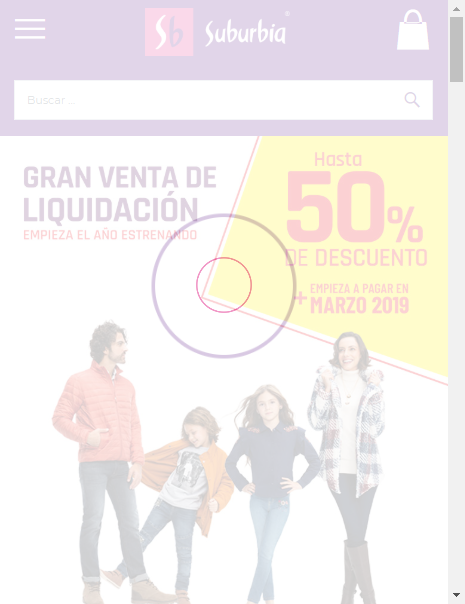 Sb Suburbia®
Buscar ...
GRAN VENTA DE
LIQUIDACIÓN
EMPIEZA EL AÑO ESTRENANDO
Hasta
50%
DE DESCUENTO
+ EMPIEZA A PAGAR EN
MARZO 2019